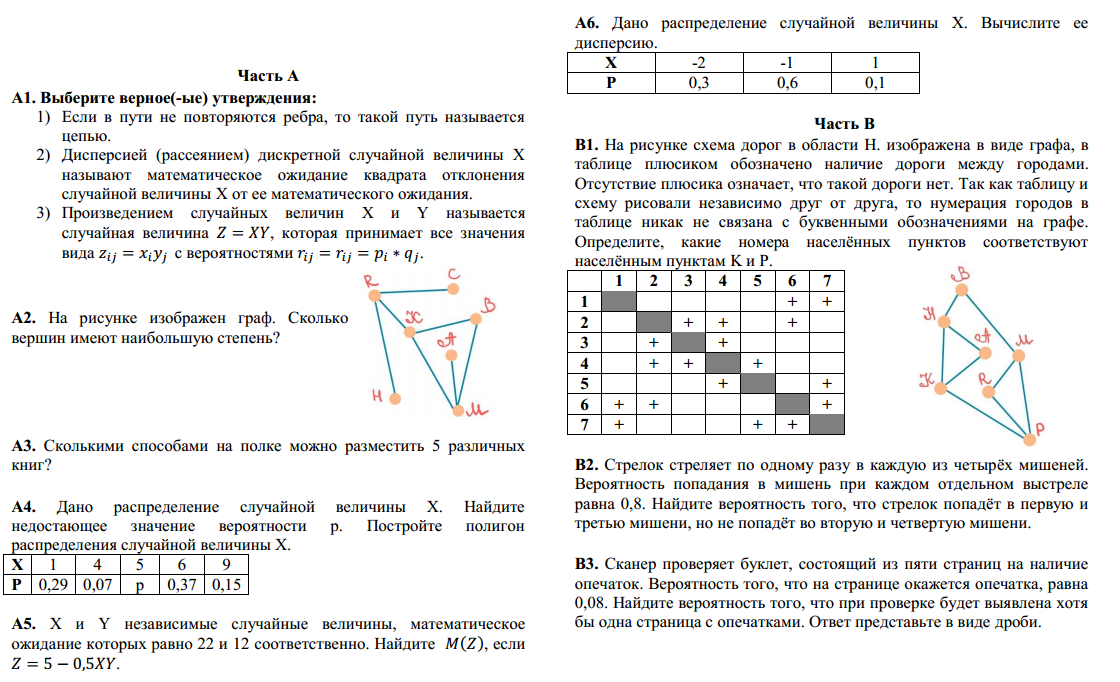 Часть А
А1. Выберите верное(-ые) утверждения:
1) Если в пути не повторяются ребра, то такой путь называется
цепью.
2) Дисперсией (рассеянием) дискретной случайной величины X
называют математическое ожидание квадрата отклонения
случайной величины X от ее математического ожидания.
3) Произведением случайных величин X и Y называется
случайная величина Z = XY, которая принимает все значения
вида z_ij = x_i y_j с вероятностями r_ij = r_ij = p_i * q_j.
А2. На рисунке изображен граф. Сколько
вершин имеют наибольшую степень?
R
C
K
B
A
H
M
А3. Сколькими способами на полке можно разместить 5 различных
книг?
А4. Дано распределение случайной величины X. Найдите
недостающее значение вероятности p. Постройте полигон
распределения случайной величины X.
X 1 4 5 6 9
P 0,29 0,07 p 0,37 0,15
А5. X и Y независимые случайные величины, математическое
ожидание которых равно 22 и 12 соответственно. Найдите M(Z), если
Z = 5 − 0,5XY.
А6. Дано распределение случайной величины X. Вычислите ее
дисперсию.
X -2 -1 1
P 0,3 0,6 0,1
Часть В
В1. На рисунке схема дорог в области Н. изображена в виде графа, в
таблице плюсиком обозначено наличие дороги между городами.
Отсутствие плюсика означает, что такой дороги нет. Так как таблицу и
схему рисовали независимо друг от друга, то нумерация городов в
таблице никак не связана с буквенными обозначениями на графе.
Определите, какие номера населённых пунктов соответствуют
населённым пунктам К и Р.
1 2 3 4 5 6 7
1 + +
2 + + +
3 + +
4 + + +
5 + +
6 + + +
7 + + +
B
H
A
M
K
R
P
В2. Стрелок стреляет по одному разу в каждую из четырёх мишеней.
Вероятность попадания в мишень при каждом отдельном выстреле
равна 0,8. Найдите вероятность того, что стрелок попадёт в первую и
третью мишени, но не попадёт во вторую и четвертую мишени.
В3. Сканер проверяет буклет, состоящий из пяти страниц на наличие
опечаток. Вероятность того, что на странице окажется опечатка, равна
0,08. Найдите вероятность того, что при проверке будет выявлена хотя
бы одна страница с опечатками. Ответ представьте в виде дроби.